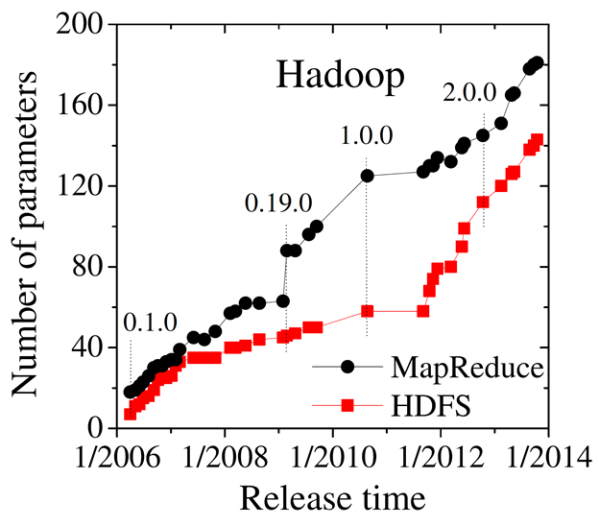 200
160
120
80
40
0
Number of parameters
Hadoop
2.0.0
1.0.0
0.19.0
0.1.0
MapReduce
HDFS
1/2006 1/2008 1/2010 1/2012 1/2014
Release time